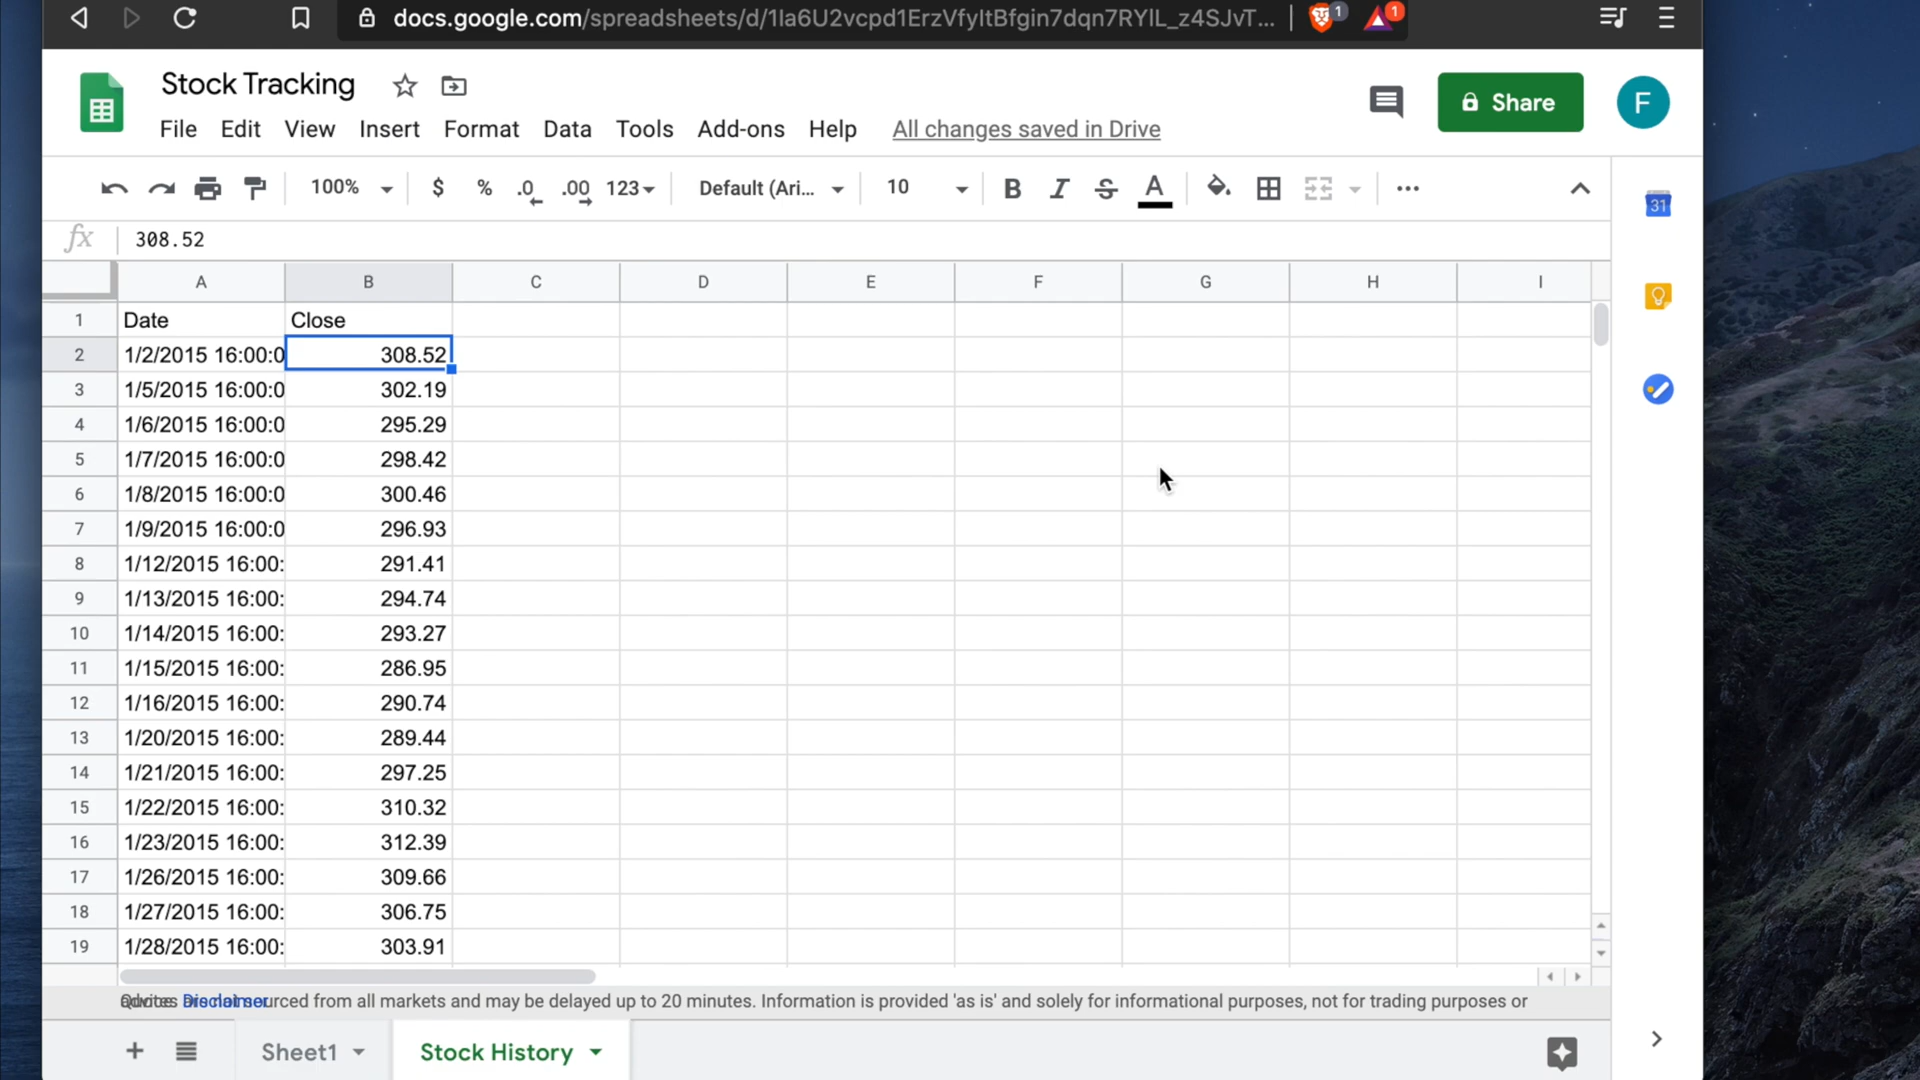 docs.google.com/spreadsheets/d/1Ia6U2vcpd1ErzVfyItBfgin7dqn7RYIL_z4SJvT... 1 1
Stock Tracking
File Edit View Insert Format Data Tools Add-ons Help All changes saved in Drive
Share F
100% $ % .0 .00 123 Default (Ari... 10 B I S A ...
31
fx 308.52
A B C D E F G H I
1 Date Close
2 1/2/2015 16:00:0 308.52
3 1/5/2015 16:00:0 302.19
4 1/6/2015 16:00:0 295.29
5 1/7/2015 16:00:0 298.42
6 1/8/2015 16:00:0 300.46
7 1/9/2015 16:00:0 296.93
8 1/12/2015 16:00: 291.41
9 1/13/2015 16:00: 294.74
10 1/14/2015 16:00: 293.27
11 1/15/2015 16:00: 286.95
12 1/16/2015 16:00: 290.74
13 1/20/2015 16:00: 289.44
14 1/21/2015 16:00: 297.25
15 1/22/2015 16:00: 310.32
16 1/23/2015 16:00: 312.39
17 1/26/2015 16:00: 309.66
18 1/27/2015 16:00: 306.75
19 1/28/2015 16:00: 303.91
Disclaimer from all markets and may be delayed up to 20 minutes. Information is provided 'as is' and solely for informational purposes, not for trading purposes or
Sheet1 Stock History